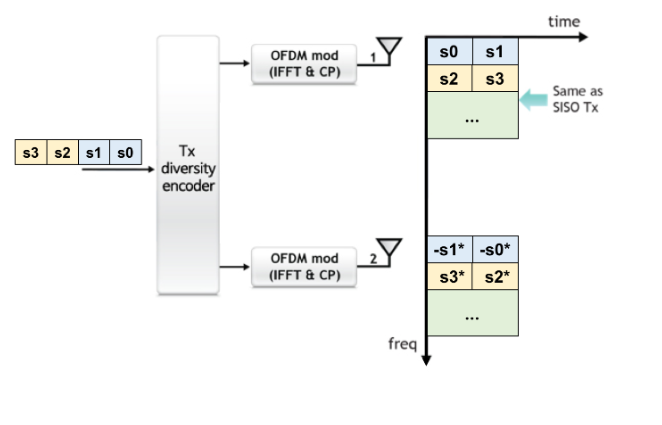 time
OFDM mod
(IFFT & CP)
1
s0 s1
s2 s3
...
Same as
SISO Tx
s3 s2 s1 s0
Tx
diversity
encoder
OFDM mod
(IFFT & CP)
2
-s1* -s0*
s3* s2*
...
freq